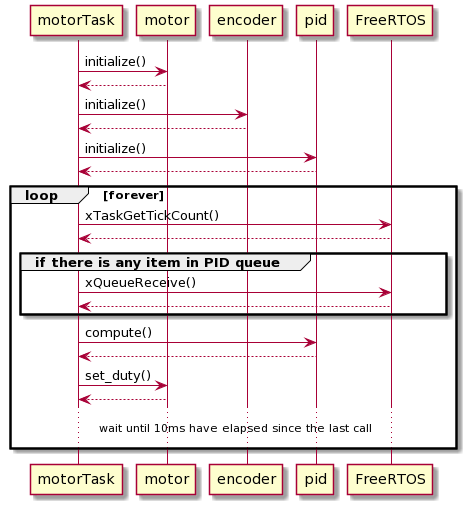 motorTask motor encoder pid FreeRTOS
initialize()
initialize()
initialize()
loop [forever]
xTaskGetTickCount()
if there is any item in PID queue
xQueueReceive()
compute()
set_duty()
wait until 10ms have elapsed since the last call
motorTask motor encoder pid FreeRTOS